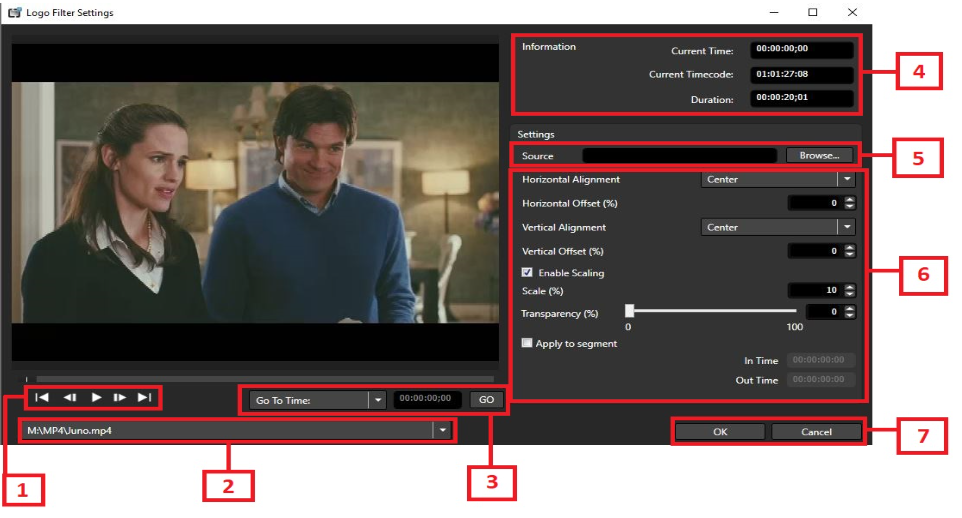 Logo Filter Settings
Information
Current Time: 00:00:00;00
Current Timecode: 01:01:27:08
Duration: 00:00:20;01
4
Settings
Source Browse...
5
Horizontal Alignment Center
Horizontal Offset (%) 0
Vertical Alignment Center
Vertical Offset (%) 0
Enable Scaling
Scale (%) 10
Transparency (%) 0
0 100
Apply to segment
In Time 00:00:00:00
Out Time 00:00:00:00
6
Go To Time: 00:00:00;00 GO
M:\MP4\Juno.mp4
OK Cancel
7
1
2
3